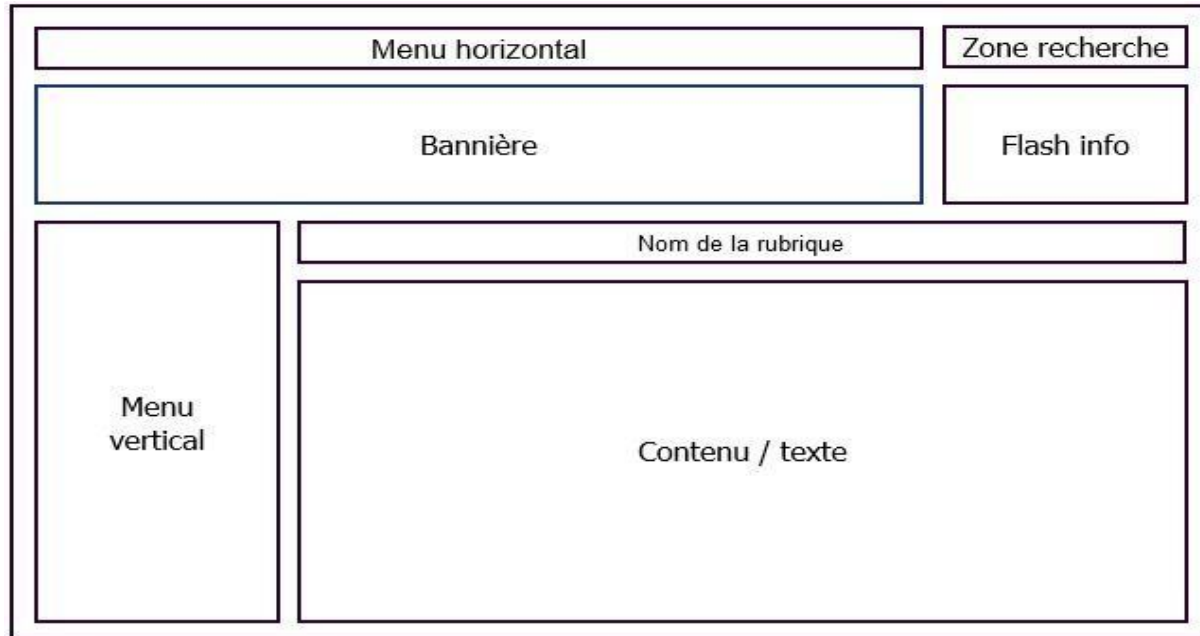 Menu horizontal
Zone recherche
Bannière
Flash info
Nom de la rubrique
Menu
vertical
Contenu / texte